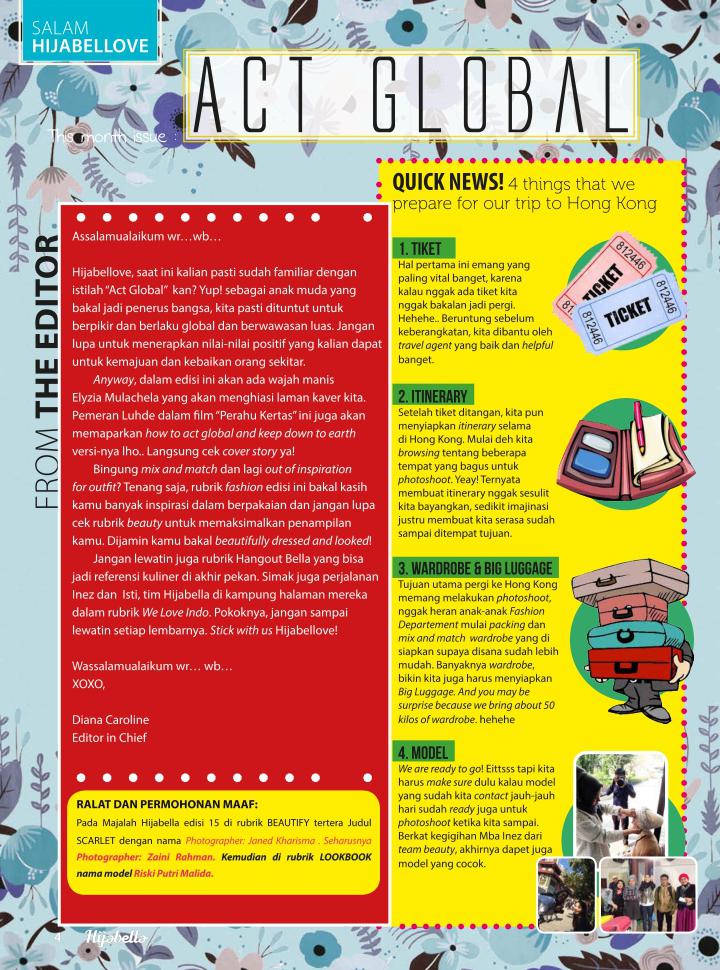 SALAM
HIJABELLOVE
ACT GLOBAL
This month issue :
FROM THE EDITOR
Assalamualaikum wr…wb…
Hijabellove, saat ini kalian pasti sudah familiar dengan
istilah “Act Global” kan? Yup! sebagai anak muda yang
bakal jadi penerus bangsa, kita pasti dituntut untuk
berpikir dan berlaku global dan berwawasan luas. Jangan
lupa untuk menerapkan nilai-nilai positif yang kalian dapat
untuk kemajuan dan kebaikan orang sekitar.
Anyway, dalam edisi ini akan ada wajah manis
Elyzia Mulachela yang akan menghiasi laman kaver kita.
Pemeran Luhde dalam film “Perahu Kertas” ini juga akan
memaparkan how to act global and keep down to earth
versi-nya lho.. Langsung cek cover story ya!
Bingung mix and match dan lagi out of inspiration
for outfit? Tenang saja, rubrik fashion edisi ini bakal kasih
kamu banyak inspirasi dalam berpakaian dan jangan lupa
cek rubrik beauty untuk memaksimalkan penampilan
kamu. Dijamin kamu bakal beautifully dressed and looked!
Jangan lewatin juga rubrik Hangout Bella yang bisa
jadi referensi kuliner di akhir pekan. Simak juga perjalanan
Inez dan Isti, tim Hijabella di kampung halaman mereka
dalam rubrik We Love Indo. Pokoknya, jangan sampai
lewatin setiap lembarnya. Stick with us Hijabellove!
Wassalamualaikum wr… wb…
XOXO,
Diana Caroline
Editor in Chief
RALAT DAN PERMOHONAN MAAF:
Pada Majalah Hijabella edisi 15 di rubrik BEAUTIFY tertera Judul
SCARLET dengan nama Photographer: Janed Kharisma . Seharusnya
Photographer: Zaini Rahman. Kemudian di rubrik LOOKBOOK
nama model Riski Putri Malida.
QUICK NEWS! 4 things that we
prepare for our trip to Hong Kong
1. TIKET
Hal pertama ini emang yang
paling vital banget, karena
kalau nggak ada tiket kita
nggak bakalan jadi pergi.
Hehehe.. Beruntung sebelum
keberangkatan, kita dibantu oleh
travel agent yang baik dan helpful
banget.
812446
TICKET
812446
812446
TICKET
2. ITINERARY
Setelah tiket ditangan, kita pun
menyiapkan itinerary selama
di Hong Kong. Mulai deh kita
browsing tentang beberapa
tempat yang bagus untuk
photoshoot. Yeay! Ternyata
membuat itinerary nggak sesulit
kita bayangkan, sedikit imajinasi
justru membuat kita serasa sudah
sampai ditempat tujuan.
3. WARDROBE & BIG LUGGAGE
Tujuan utama pergi ke Hong Kong
memang melakukan photoshoot,
nggak heran anak-anak Fashion
Departement mulai packing dan
mix and match wardrobe yang di
siapkan supaya disana sudah lebih
mudah. Banyaknya wardrobe,
bikin kita juga harus menyiapkan
Big Luggage. And you may be
surprise because we bring about 50
kilos of wardrobe. hehehe
4. MODEL
We are ready to go! Eittsss tapi kita
harus make sure dulu kalau model
yang sudah kita contact jauh-jauh
hari sudah ready juga untuk
photoshoot ketika kita sampai.
Berkat kegigihan Mba Inez dari
team beauty, akhirnya dapet juga
model yang cocok.
4 Hijabella